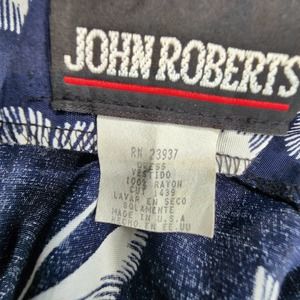 JOHN ROBERTS
RN 23937
DRESS
VESTIDO
100% RAYON
CUT 1439
LAVAR EN SECO
SOLAMENTE
MADE IN U.S.A
HECHO EN EE.UU